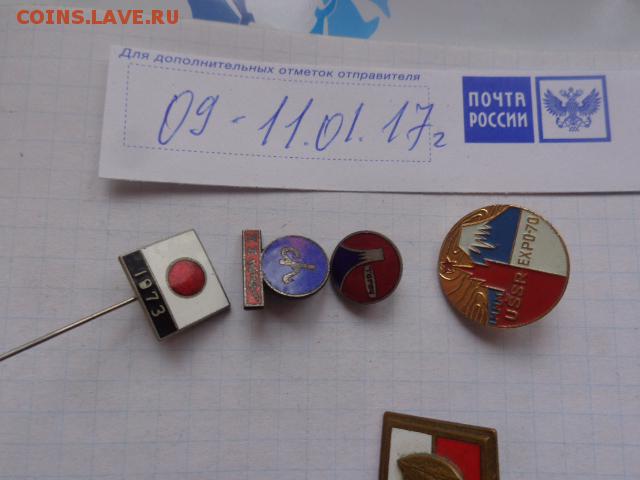 COINS.LAVE.RU
Для дополнительных отметок отправителя
09-11.01.17г
ПОЧТА
РОССИИ
1973
EXPO-70
USSR